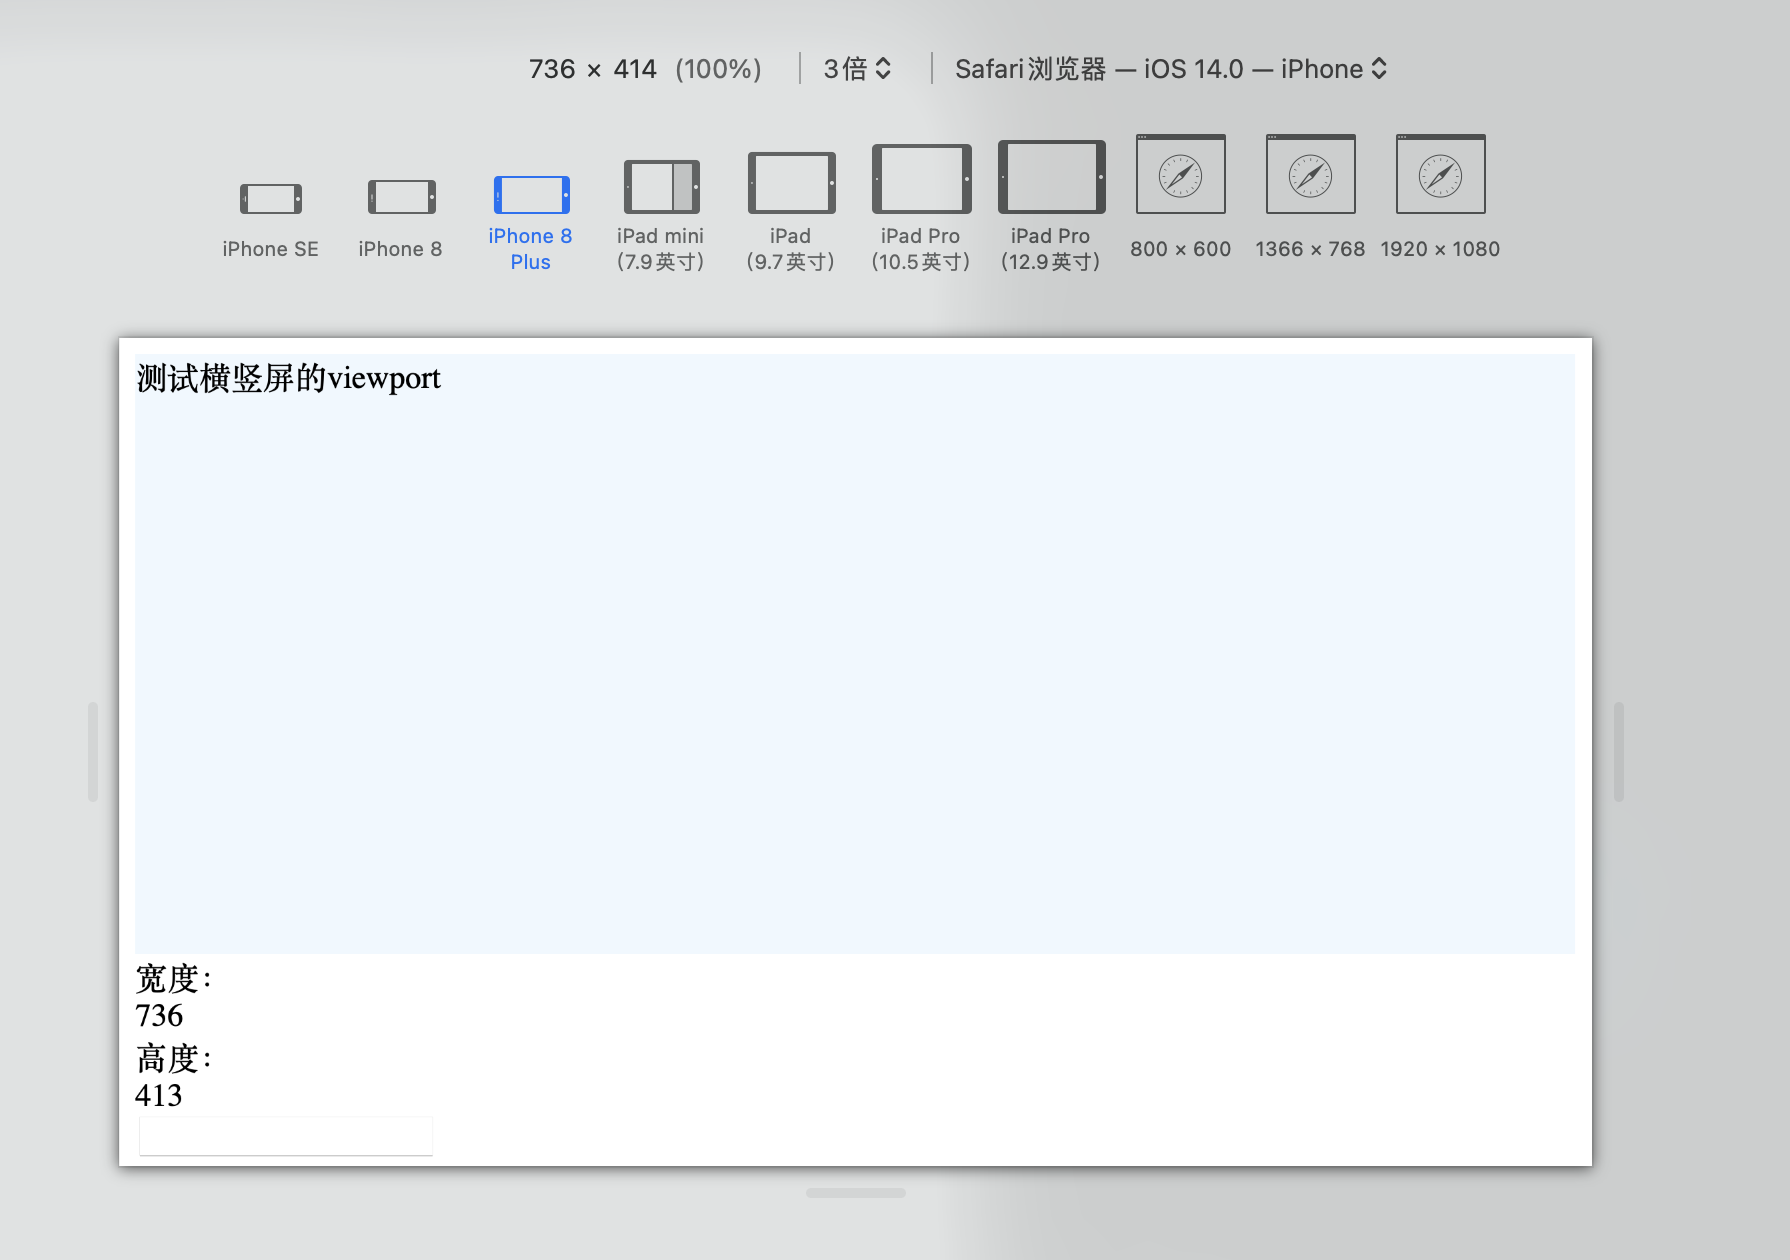 736 × 414 (100%) 3倍 Safari浏览器 — iOS 14.0 — iPhone
iPhone SE
iPhone 8
iPhone 8
Plus
iPad mini
(7.9英寸)
iPad
(9.7英寸)
iPad Pro
(10.5英寸)
iPad Pro
(12.9英寸)
800 × 600
1366 × 768
1920 × 1080
测试横竖屏的viewport
宽度：
736
高度：
413